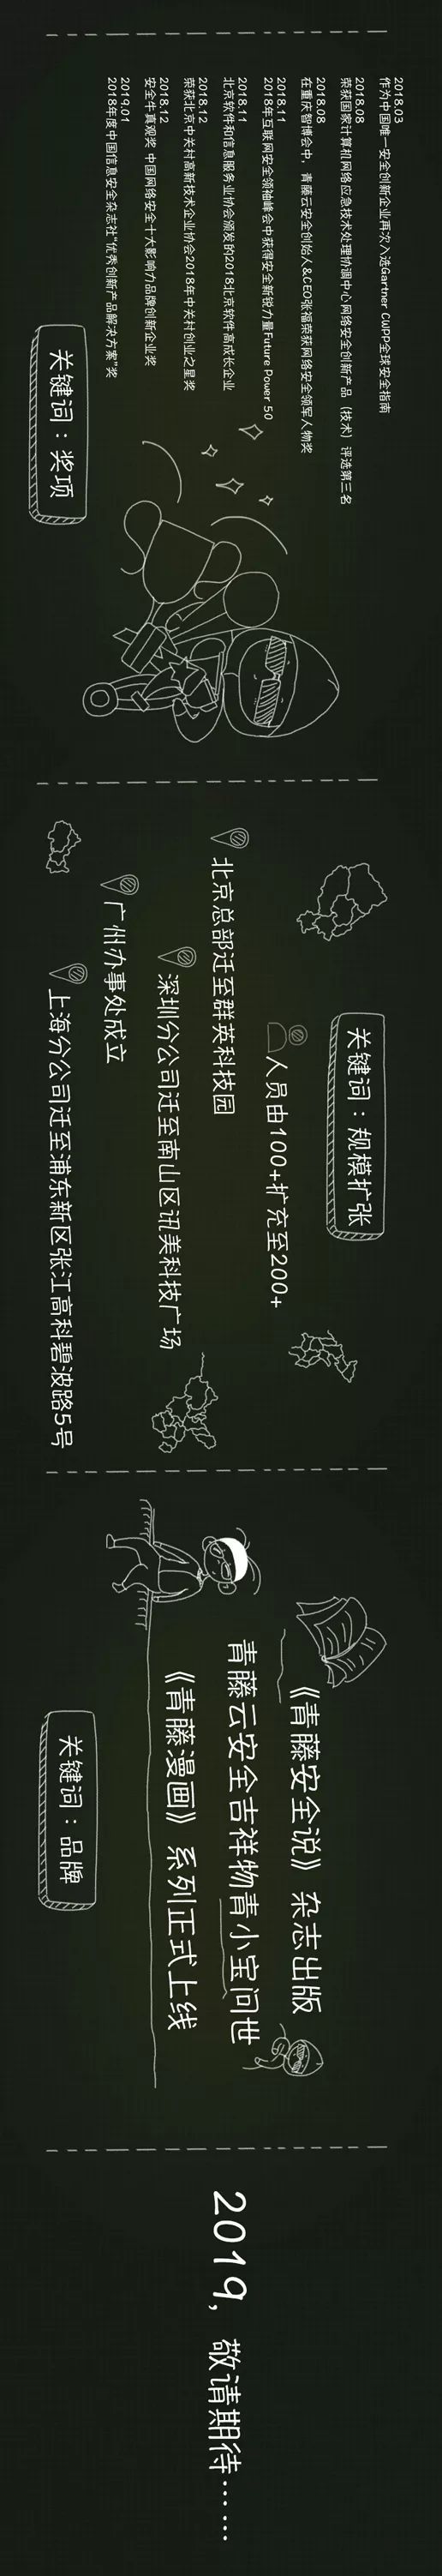 2018.03
作为中国唯一安全创新企业再次入选Gartner CWPP全球安全指南
2018.08
荣获国家计算机网络应急技术处理协调中心网络安全创新产品（技术）评选第三名
2018.08
在重庆智博会中，青藤云安全创始人&CEO张福荣获网络安全领军人物奖
2018.11
2018年互联网安全领袖峰会中获得安全新锐力量Future Power 50
2018.11
北京软件和信息服务业协会颁发的2018北京软件高成长企业
2018.12
荣获北京中关村高新技术企业协会2018年中关村创业之星奖
2018.12
安全牛真观奖 中国网络安全十大影响力品牌创新企业奖
2019.01
2018年度中国信息安全杂志社“优秀创新产品解决方案”奖
关键词：奖项
关键词：规模扩张
人员由100+扩充至200+
北京总部迁至群英科技园
深圳分公司迁至南山区讯美科技广场
广州办事处成立
上海分公司迁至浦东新区张江高科碧波路5号
《青藤安全说》杂志出版
青藤云安全吉祥物青小宝问世
《青藤漫画》系列正式上线
关键词：品牌
2019，敬请期待……